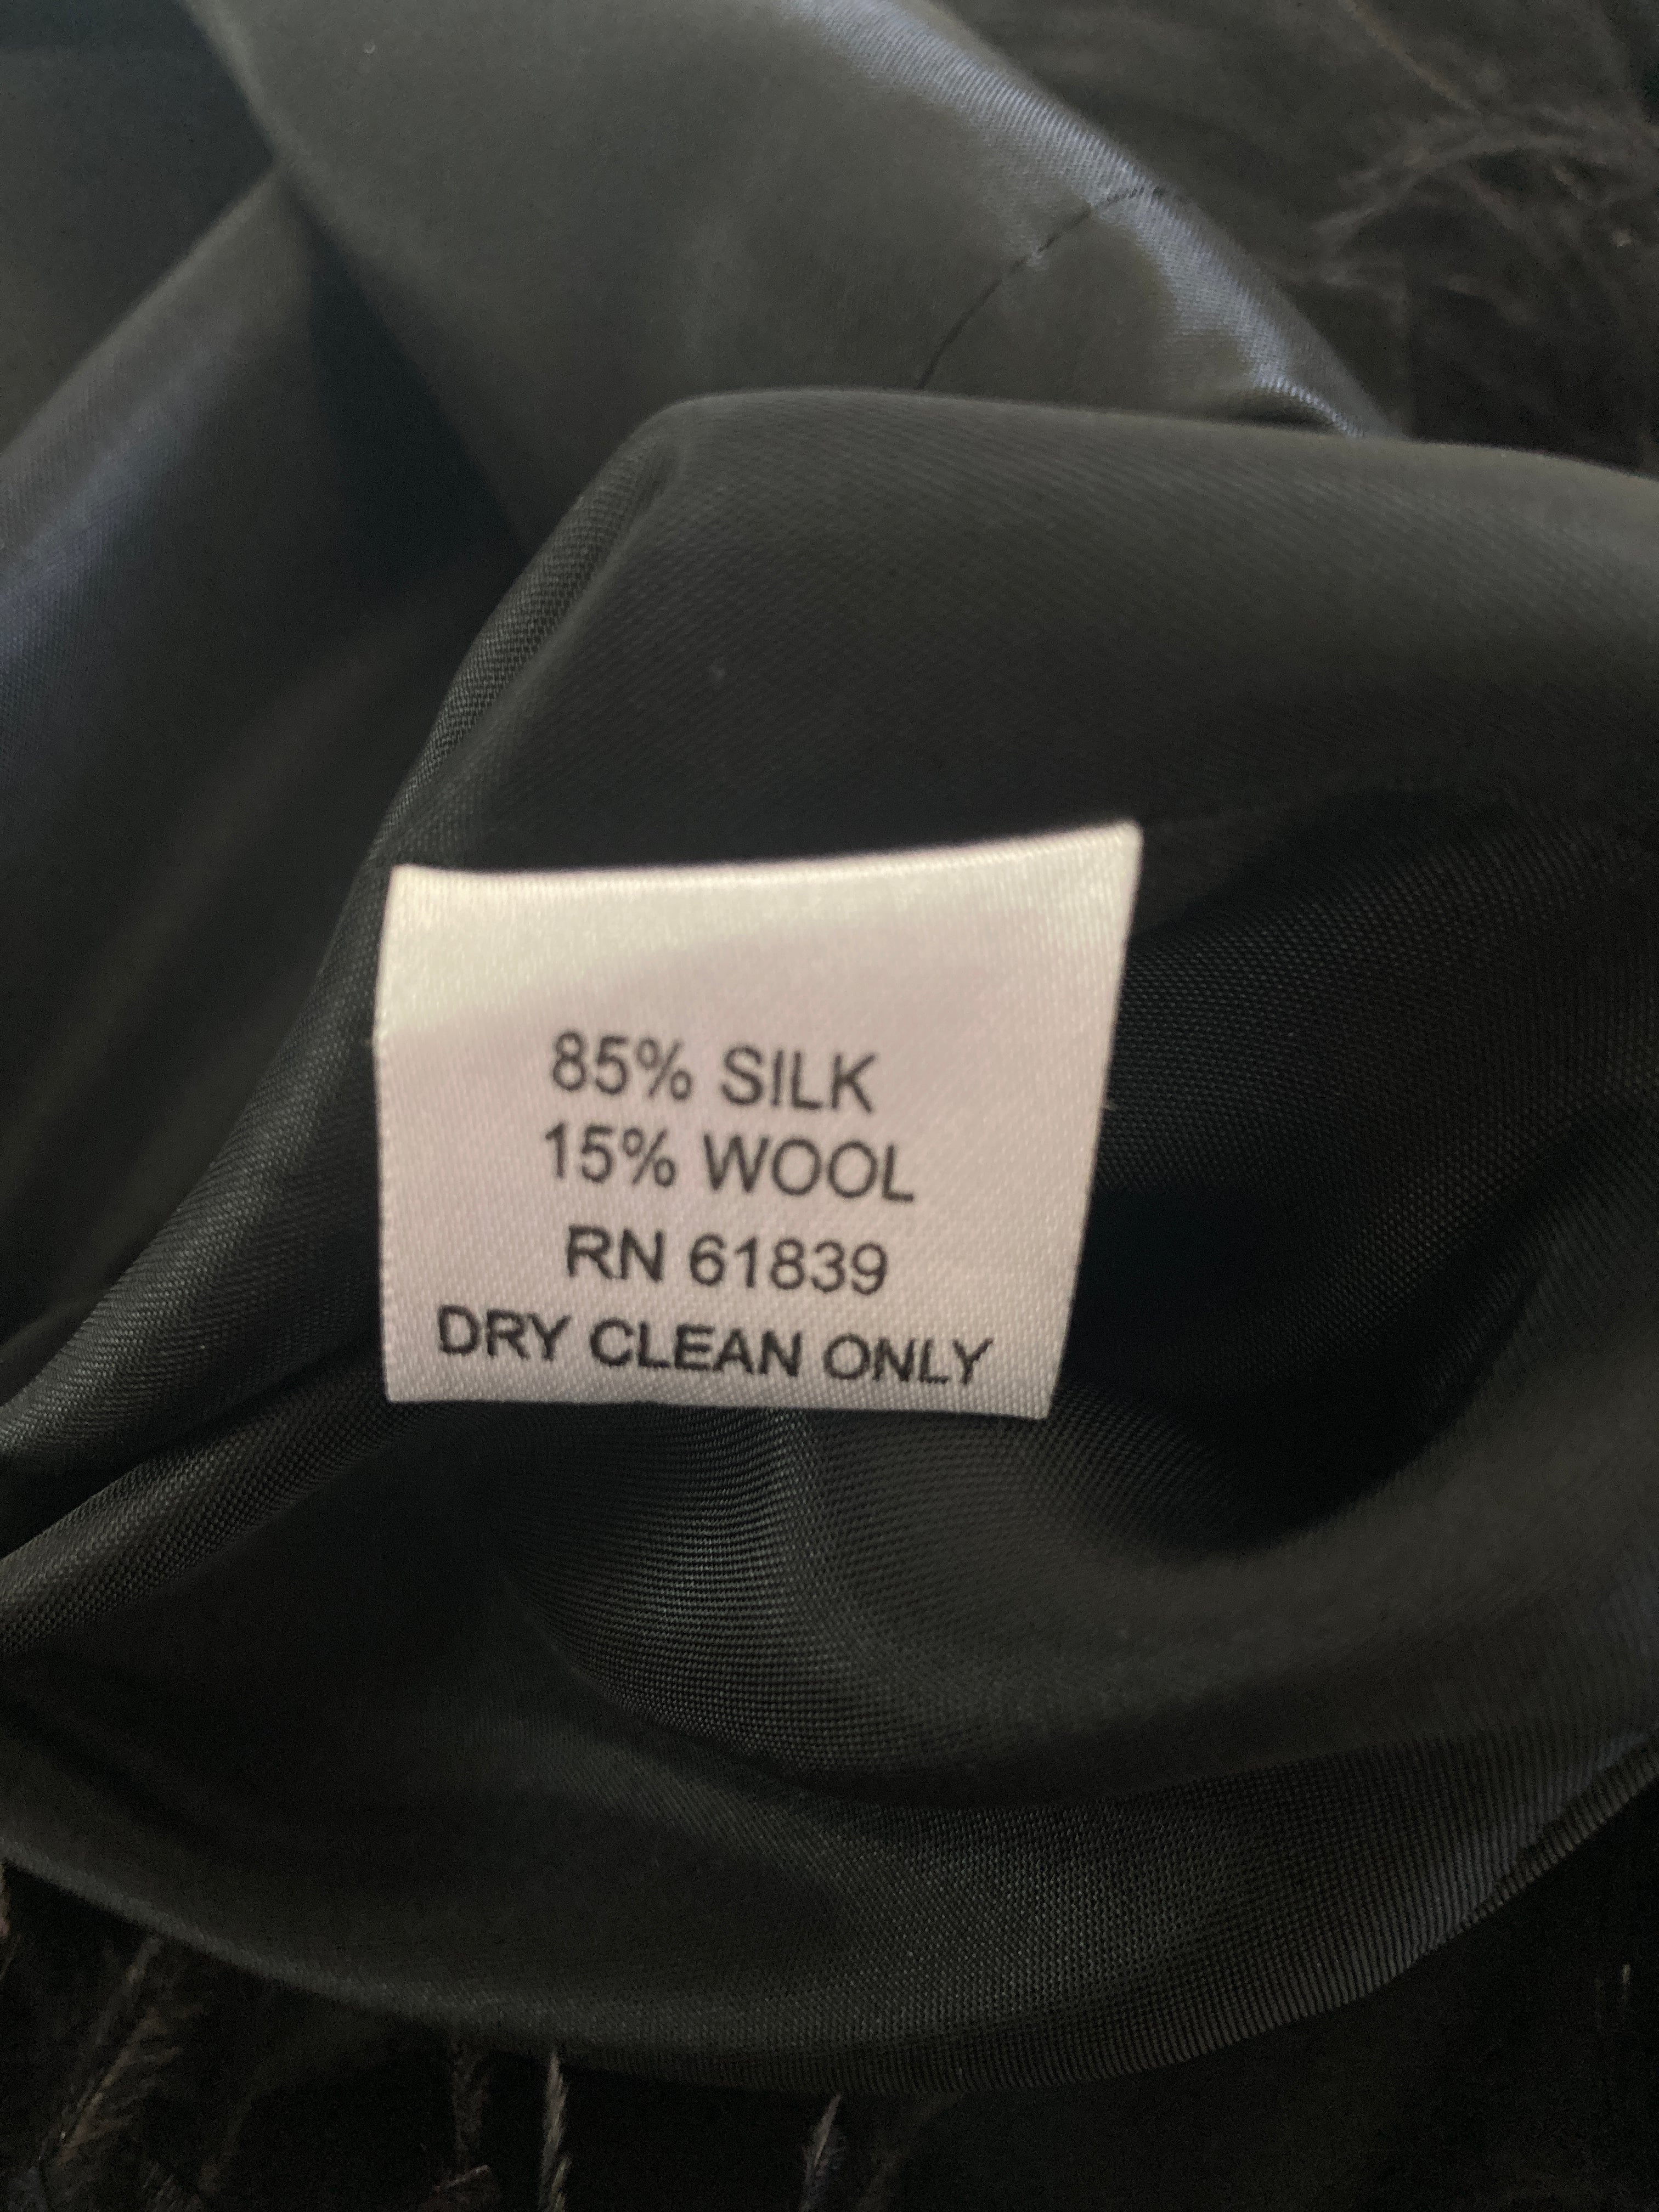 85% SILK
15% WOOL
RN 61839
DRY CLEAN ONLY